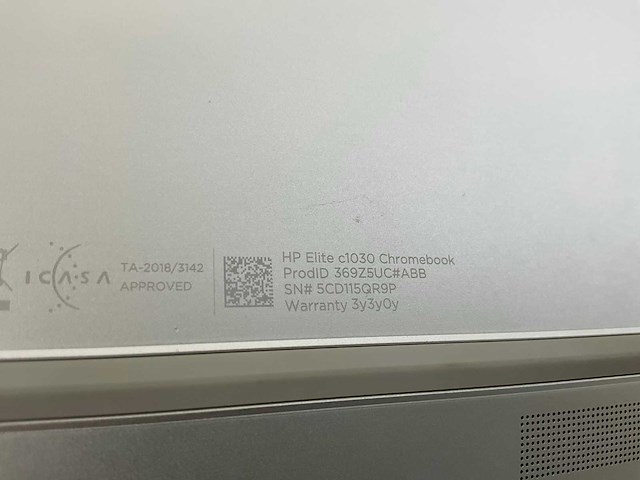 ICASA
TA-2018/3142
APPROVED
HP Elite c1030 Chromebook
ProdID 369Z5UC#ABB
SN# 5CD115QR9P
Warranty 3y3y0y